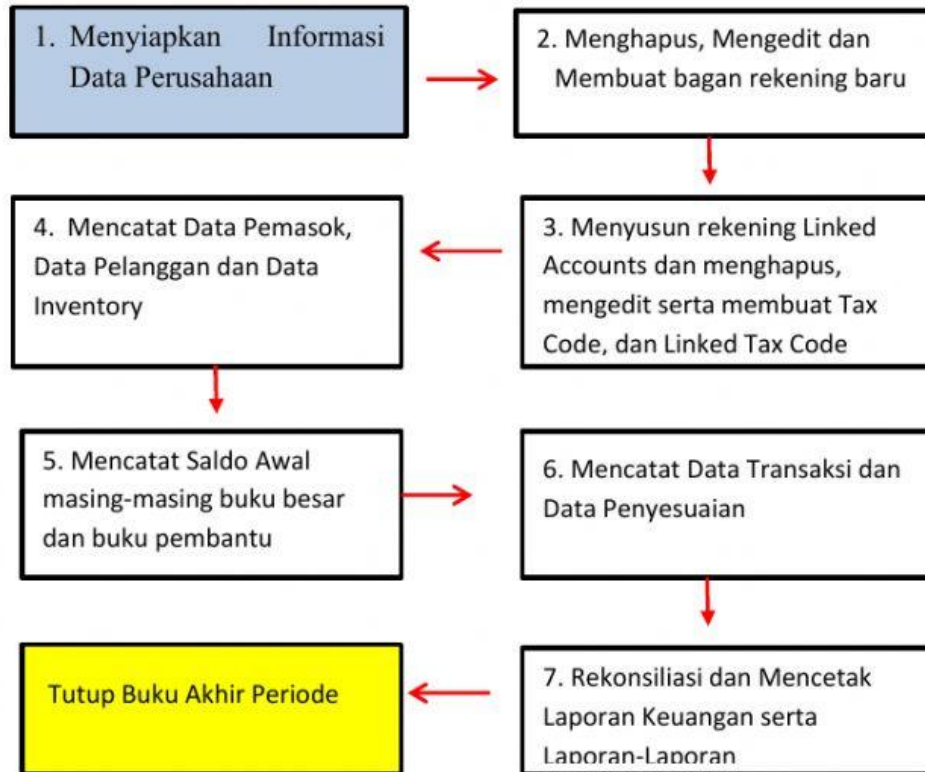 1. Menyiapkan Informasi
Data Perusahaan
2. Menghapus, Mengedit dan
Membuat bagan rekening baru
3. Menyusun rekening Linked
Accounts dan menghapus,
mengedit serta membuat Tax
Code, dan Linked Tax Code
4. Mencatat Data Pemasok,
Data Pelanggan dan Data
Inventory
5. Mencatat Saldo Awal
masing-masing buku besar
dan buku pembantu
6. Mencatat Data Transaksi dan
Data Penyesuaian
7. Rekonsiliasi dan Mencetak
Laporan Keuangan serta
Laporan-Laporan
Tutup Buku Akhir Periode